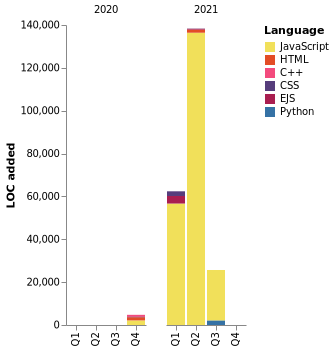 2020 2021
Language
JavaScript
HTML
C++
CSS
EJS
Python
LOC added
140,000
120,000
100,000
80,000
60,000
40,000
20,000
0
Q1 Q2 Q3 Q4 Q1 Q2 Q3 Q4